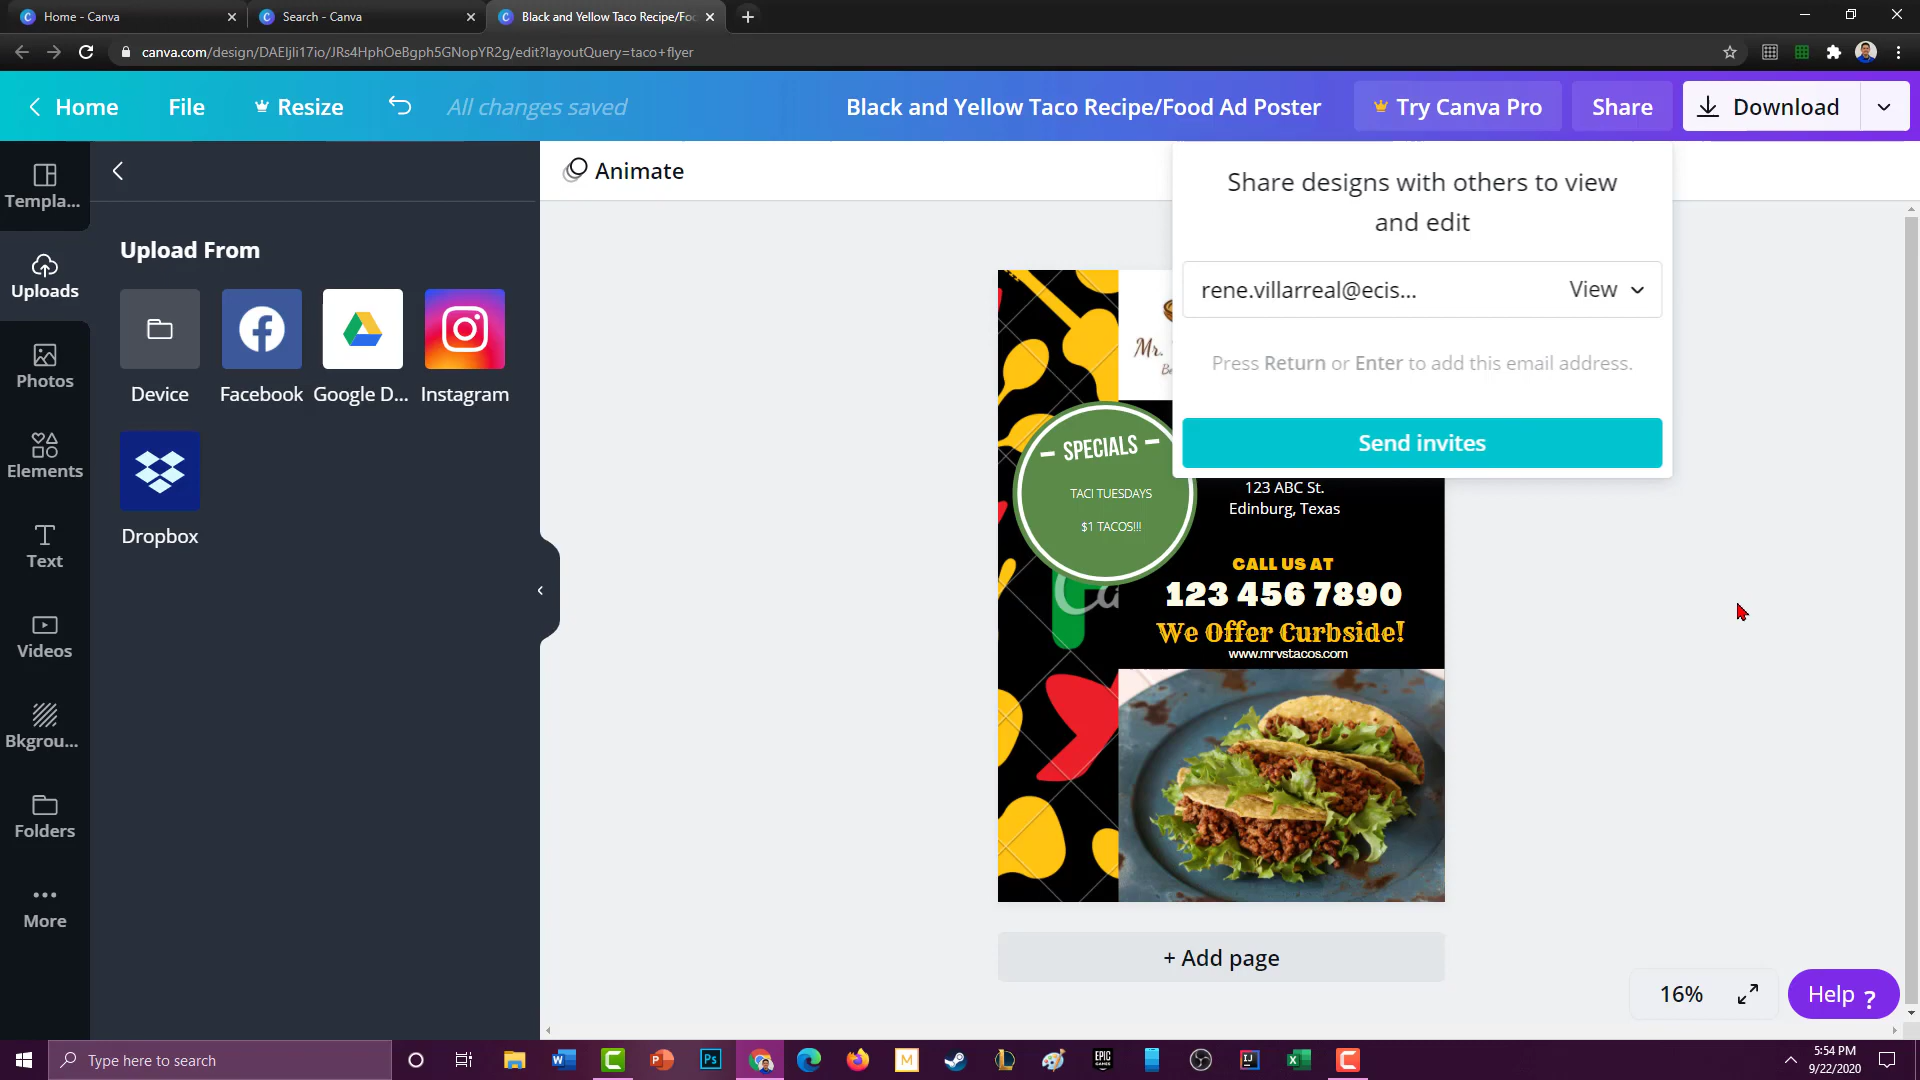 Home - Canva
Search - Canva
Black and Yellow Taco Recipe/Foo
canva.com/design/DAEIjli17io/JRs4HphOeBgph5GNopYR2g/edit?layoutQuery=taco+flyer
Home
File
Resize
All changes saved
Black and Yellow Taco Recipe/Food Ad Poster
Try Canva Pro
Share
Download
Templa...
Uploads
Photos
Elements
Text
Videos
Bkgrou...
Folders
More
Upload From
Device
Facebook
Google D...
Instagram
Dropbox
Animate
Share designs with others to view
and edit
rene.villarreal@ecis...
View
Press Return or Enter to add this email address.
Send invites
Mr.
Be
SPECIALS
TACI TUESDAYS
$1 TACOS!!!
123 ABC St.
Edinburg, Texas
CALL US AT
123 456 7890
We Offer Curbside!
www.mrvstacos.com
Ca
+ Add page
16%
Help ?
Type here to search
5:54 PM
9/22/2020